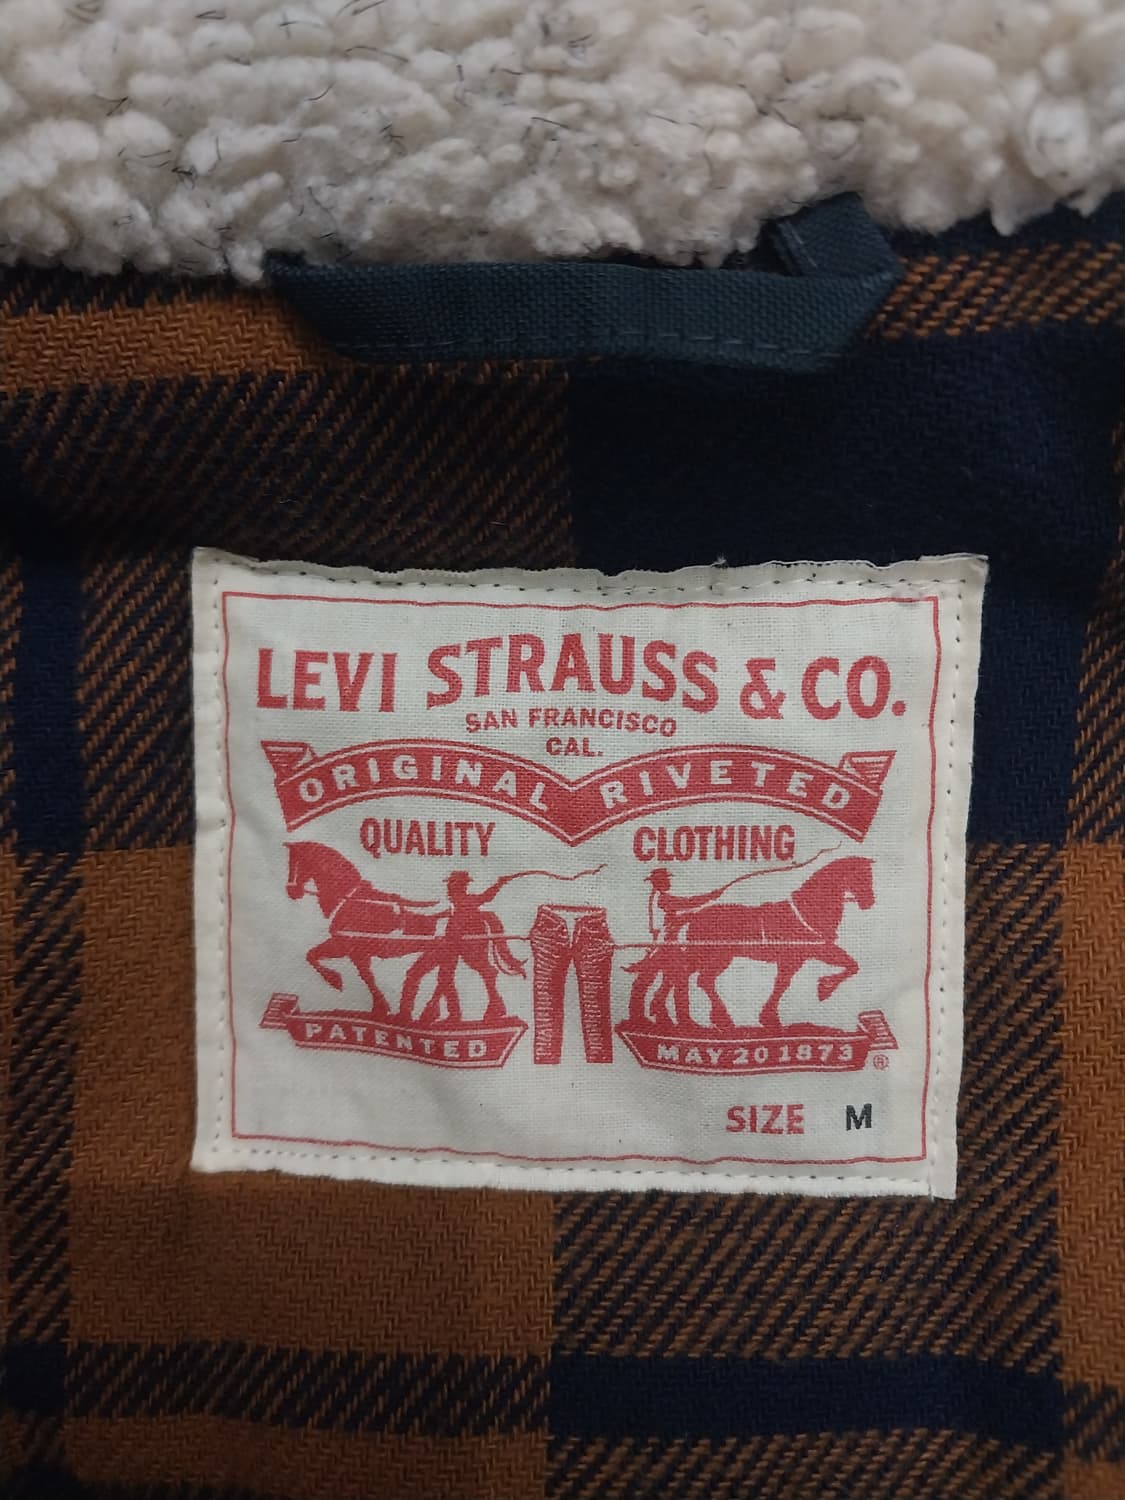 LEVI STRAUSS & CO.
SAN FRANCISCO
CAL.
ORIGINAL RIVETED
QUALITY CLOTHING
PATENTED MAY 20 1873 ®
SIZE M